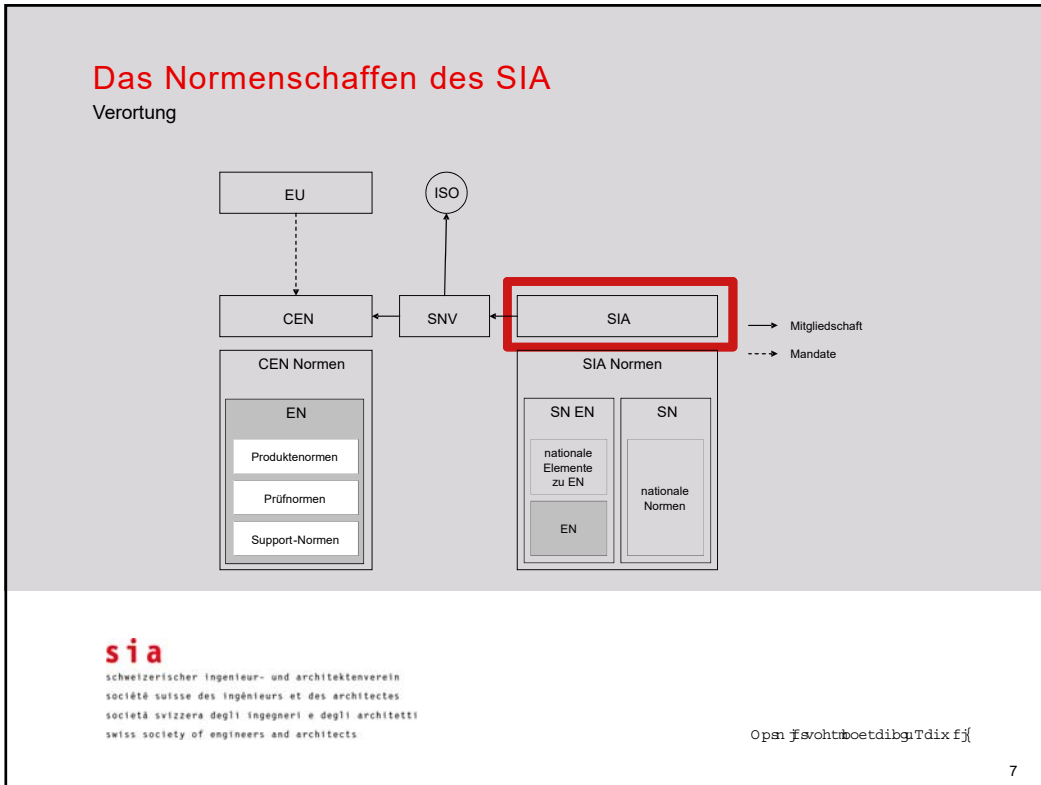 Das Normenschaffen des SIA
Verortung
EU
ISO
CEN
SNV
SIA
Mitgliedschaft
Mandate
CEN Normen
EN
Produktenormen
Prüfnormen
Support-Normen
SIA Normen
SN EN
nationale
Elemente
zu EN
EN
SN
nationale
Normen
sia
schweizerischer ingenieur- und architektenverein
société suisse des ingénieurs et des architectes
società svizzera degli ingegneri e degli architetti
swiss society of engineers and architects
7